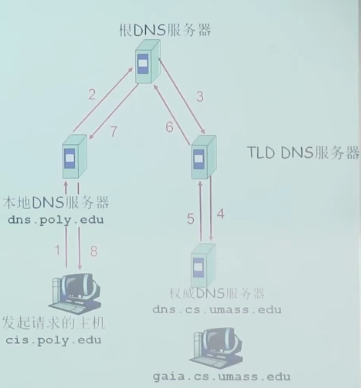 根DNS服务器
2
3
7
6
TLD DNS服务器
本地DNS服务器
dns.poly.edu
5
4
1
8
权威DNS服务器
dns.cs.umass.edu
发起请求的主机
cis.poly.edu
gaia.cs.umass.edu